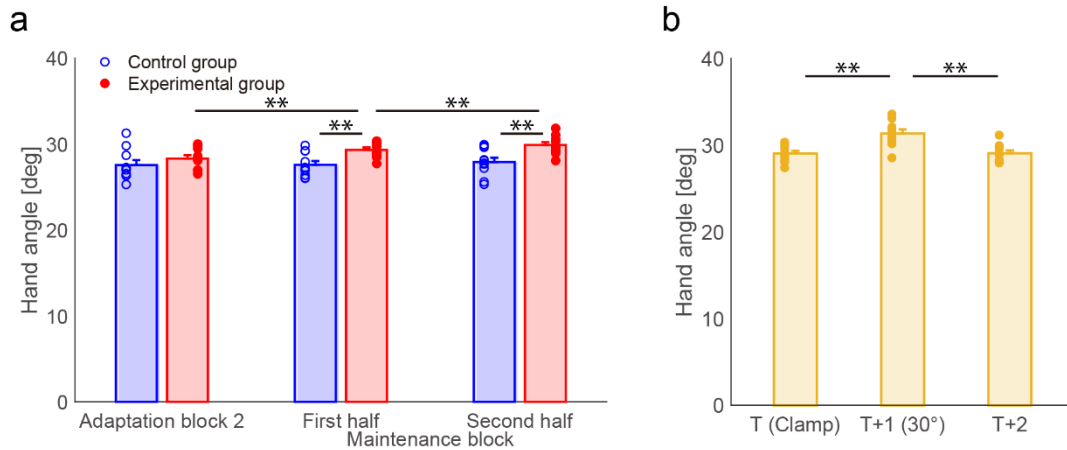 a
Control group
Experimental group
Hand angle [deg]
40
30
20
10
0
**
**
**
**
Adaptation block 2
First half
Second half
Maintenance block
b
Hand angle [deg]
40
30
20
10
0
**
**
T (Clamp)
T+1 (30°)
T+2